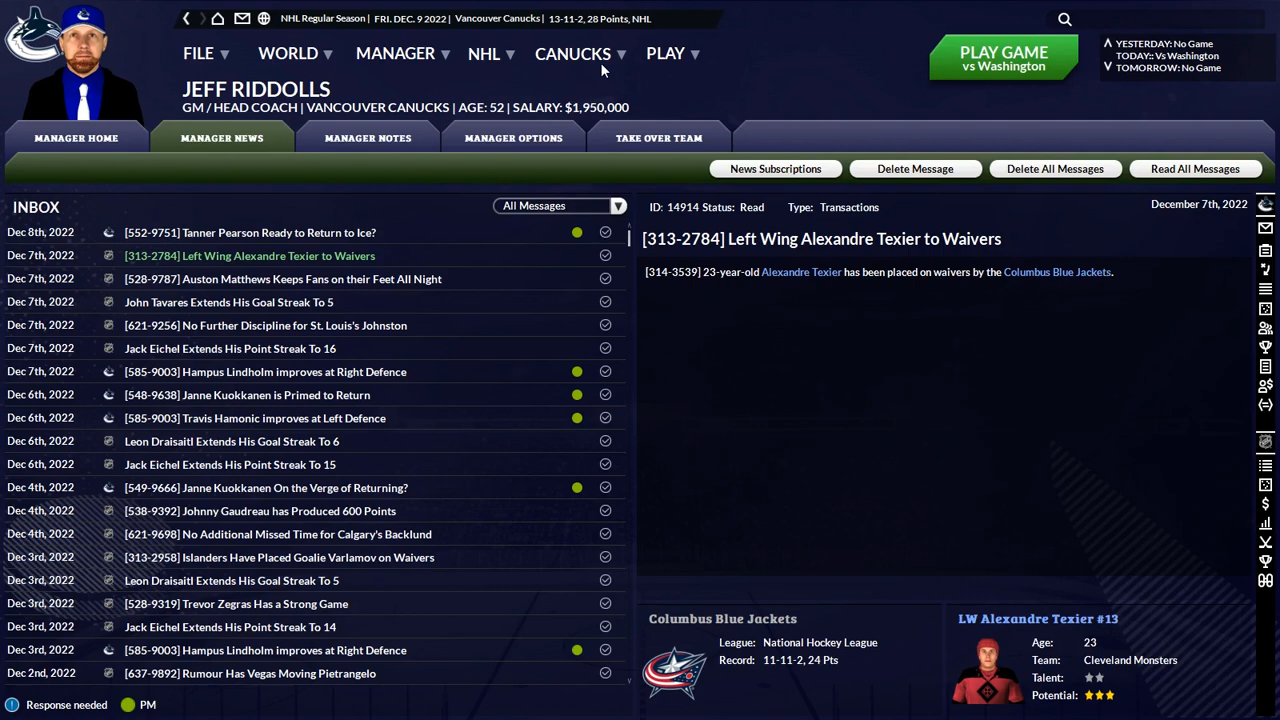 NHL Regular Season | FRI. DEC. 9 2022 | Vancouver Canucks | 13-11-2, 28 Points, NHL
FILE WORLD MANAGER NHL CANUCKS PLAY
PLAY GAME
vs Washington
YESTERDAY: No Game
TODAY:: Vs Washington
TOMORROW: No Game
JEFF RIDDOLLS
GM / HEAD COACH | VANCOUVER CANUCKS | AGE: 52 | SALARY: $1,950,000
MANAGER HOME MANAGER NEWS MANAGER NOTES MANAGER OPTIONS TAKE OVER TEAM
News Subscriptions Delete Message Delete All Messages Read All Messages
INBOX All Messages
Dec 8th, 2022 [552-9751] Tanner Pearson Ready to Return to Ice?
Dec 7th, 2022 [313-2784] Left Wing Alexandre Texier to Waivers
Dec 7th, 2022 [528-9787] Auston Matthews Keeps Fans on their Feet All Night
Dec 7th, 2022 John Tavares Extends His Goal Streak To 5
Dec 7th, 2022 [621-9256] No Further Discipline for St. Louis's Johnston
Dec 7th, 2022 Jack Eichel Extends His Point Streak To 16
Dec 7th, 2022 [585-9003] Hampus Lindholm improves at Right Defence
Dec 6th, 2022 [548-9638] Janne Kuokkanen is Primed to Return
Dec 6th, 2022 [585-9003] Travis Hamonic improves at Left Defence
Dec 6th, 2022 Leon Draisaitl Extends His Goal Streak To 6
Dec 6th, 2022 Jack Eichel Extends His Point Streak To 15
Dec 4th, 2022 [549-9666] Janne Kuokkanen On the Verge of Returning?
Dec 4th, 2022 [538-9392] Johnny Gaudreau has Produced 600 Points
Dec 4th, 2022 [621-9698] No Additional Missed Time for Calgary's Backlund
Dec 3rd, 2022 [313-2958] Islanders Have Placed Goalie Varlamov on Waivers
Dec 3rd, 2022 Leon Draisaitl Extends His Goal Streak To 5
Dec 3rd, 2022 [528-9319] Trevor Zegras Has a Strong Game
Dec 3rd, 2022 Jack Eichel Extends His Point Streak To 14
Dec 3rd, 2022 [585-9003] Hampus Lindholm improves at Right Defence
Dec 2nd, 2022 [637-9892] Rumour Has Vegas Moving Pietrangelo
Response needed PM
ID: 14914 Status: Read Type: Transactions December 7th, 2022
[313-2784] Left Wing Alexandre Texier to Waivers
[314-3539] 23-year-old Alexandre Texier has been placed on waivers by the Columbus Blue Jackets.
Columbus Blue Jackets
League: National Hockey League
Record: 11-11-2, 24 Pts
LW Alexandre Texier #13
Age: 23
Team: Cleveland Monsters
Talent:
Potential: